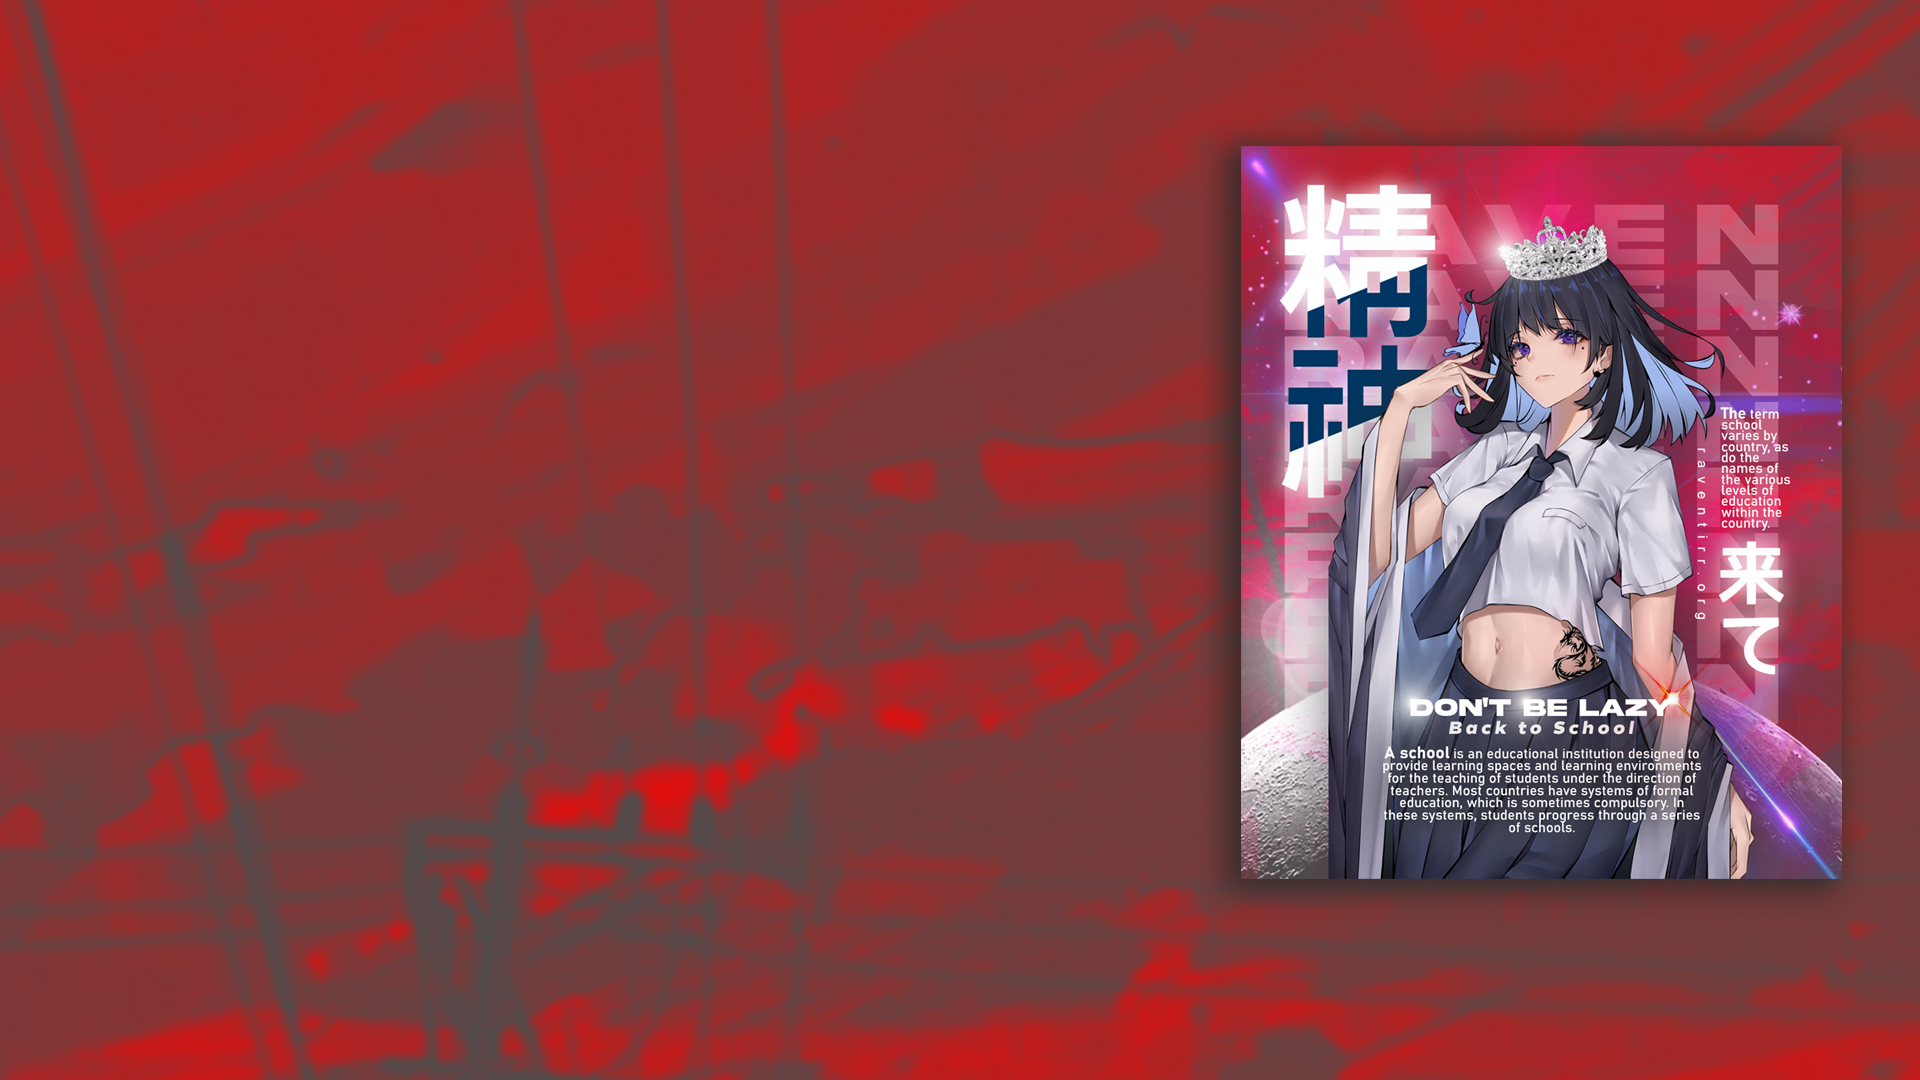 精神
RAVEN
The term
school
varies by
country, as
do the
names of
the various
levels of
education
within the
country.
raventirr.org
来て
DON'T BE LAZY
Back to School
A school is an educational institution designed to
provide learning spaces and learning environments
for the teaching of students under the direction of
teachers. Most countries have systems of formal
education, which is sometimes compulsory. In
these systems, students progress through a series
of schools.